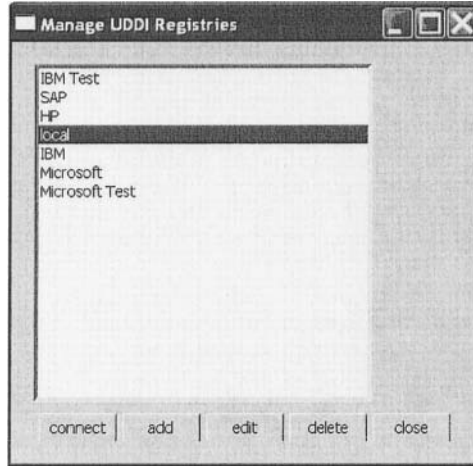 Manage UDDI Registries
IBM Test
SAP
HP
local
IBM
Microsoft
Microsoft Test
connect add edit delete close